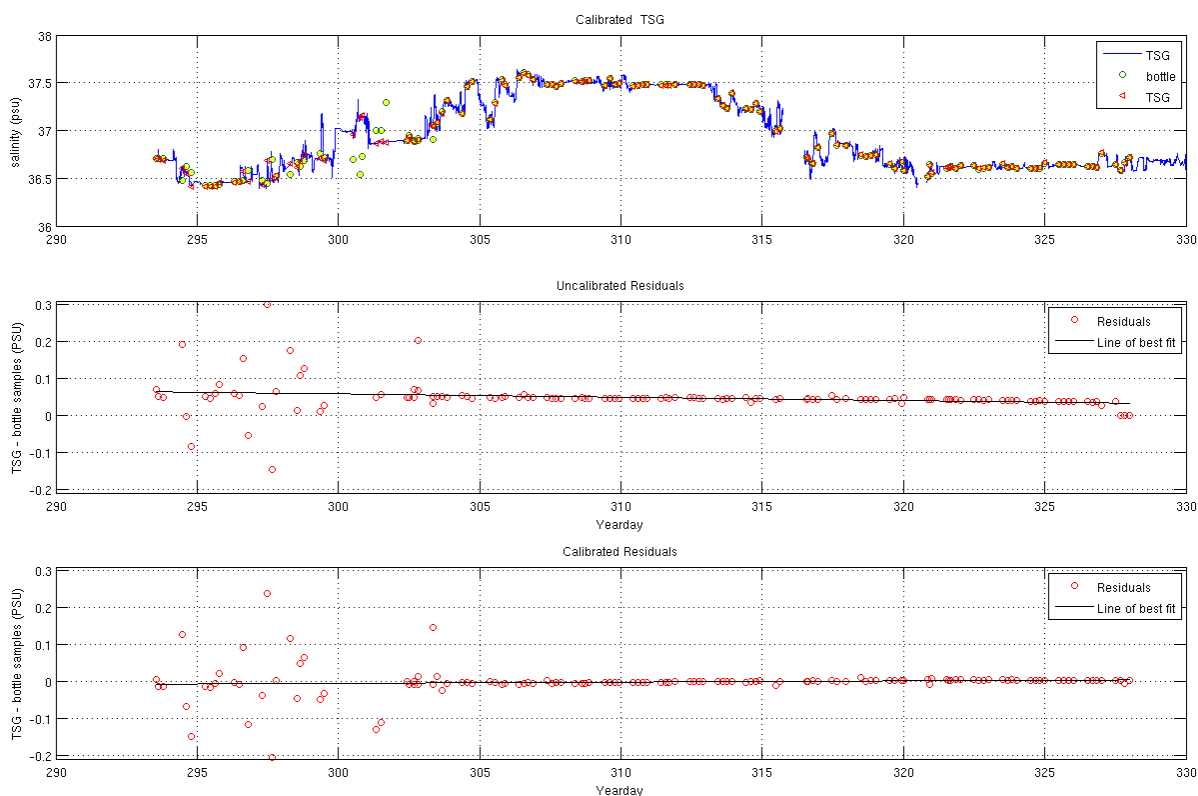 Calibrated TSG
salinity (psu)
38
37.5
37
36.5
36
290
295
300
305
310
315
320
325
330
TSG
bottle
TSG
Uncalibrated Residuals
TSG - bottle samples (PSU)
0.3
0.2
0.1
0
-0.1
-0.2
290
295
300
305
310
315
320
325
330
Yearday
Residuals
Line of best fit
Calibrated Residuals
TSG - bottle samples (PSU)
0.3
0.2
0.1
0
-0.1
-0.2
290
295
300
305
310
315
320
325
330
Yearday
Residuals
Line of best fit